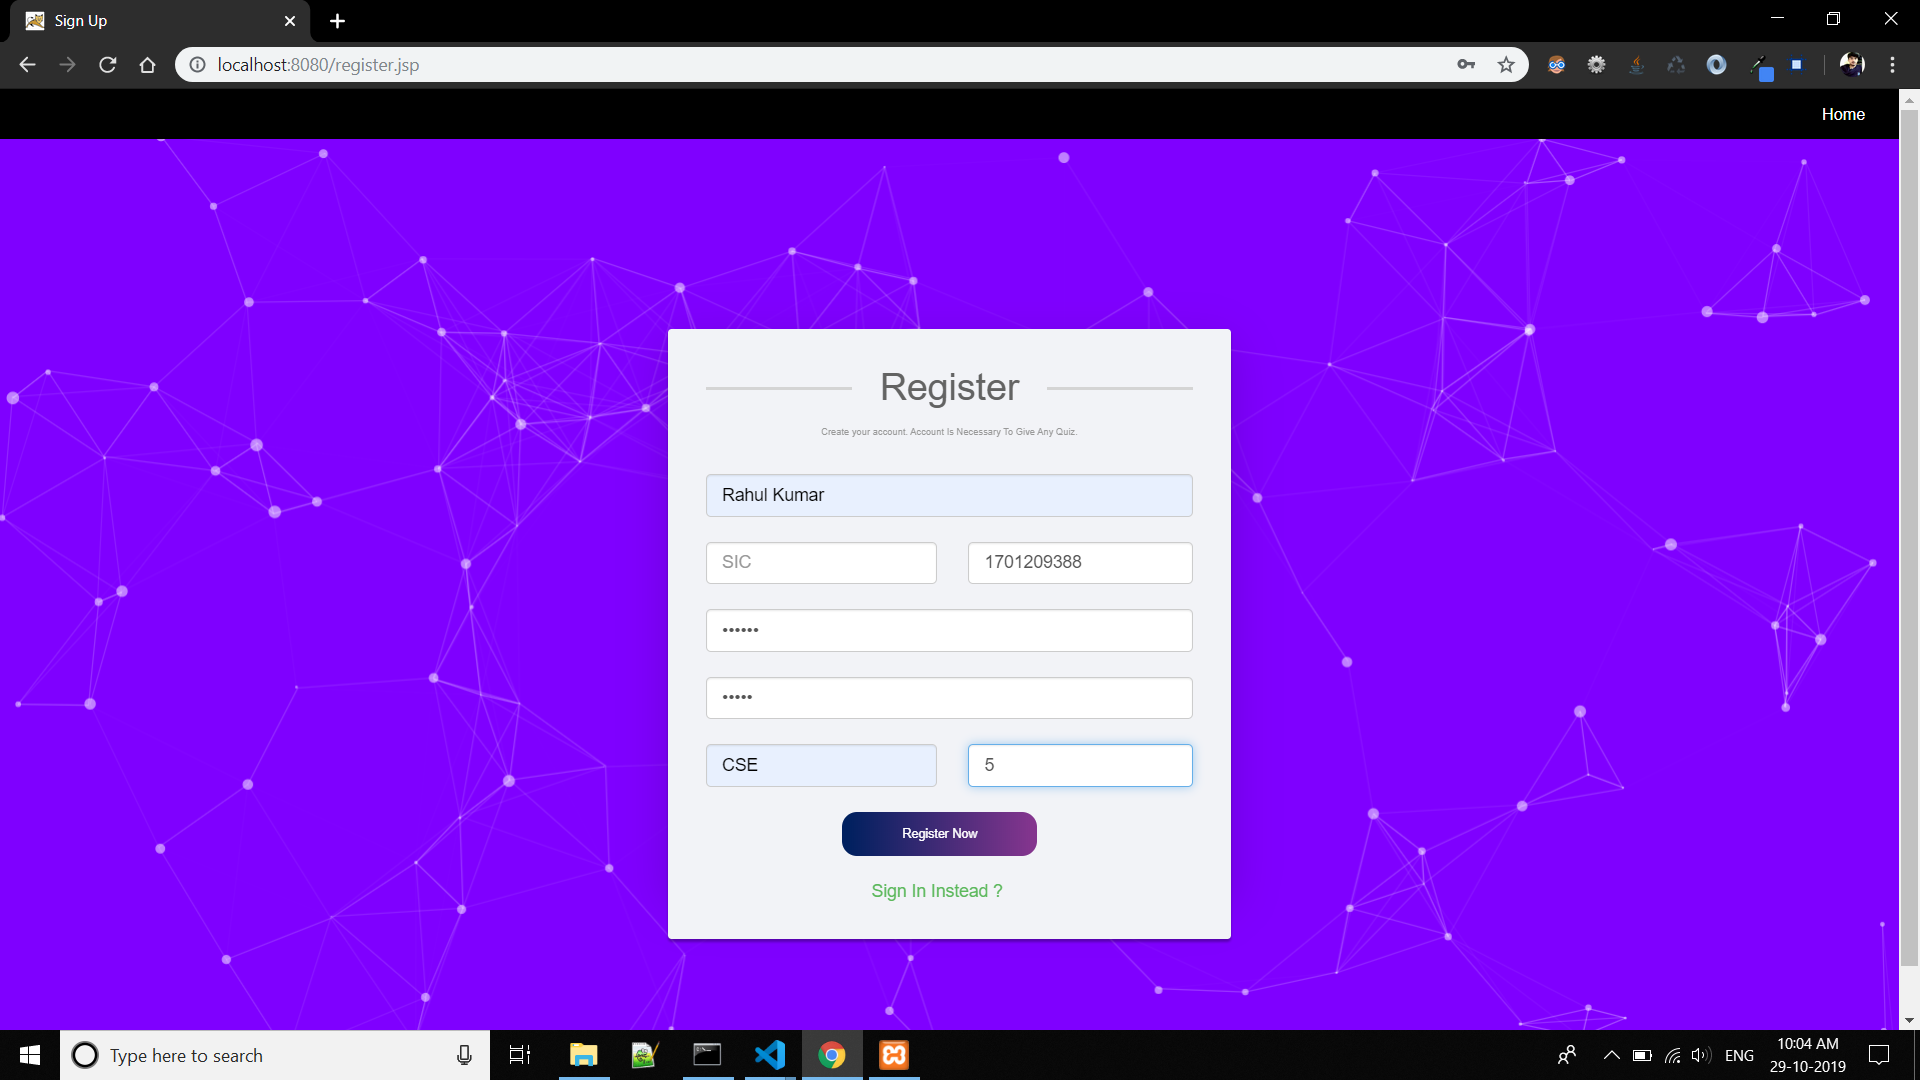 Sign Up
localhost:8080/register.jsp
Home
Register
Create your account. Account Is Necessary To Give Any Quiz.
Rahul Kumar
SIC
1701209388
••••••
•••••
CSE
5
Register Now
Sign In Instead ?
Type here to search
ENG
10:04 AM
29-10-2019